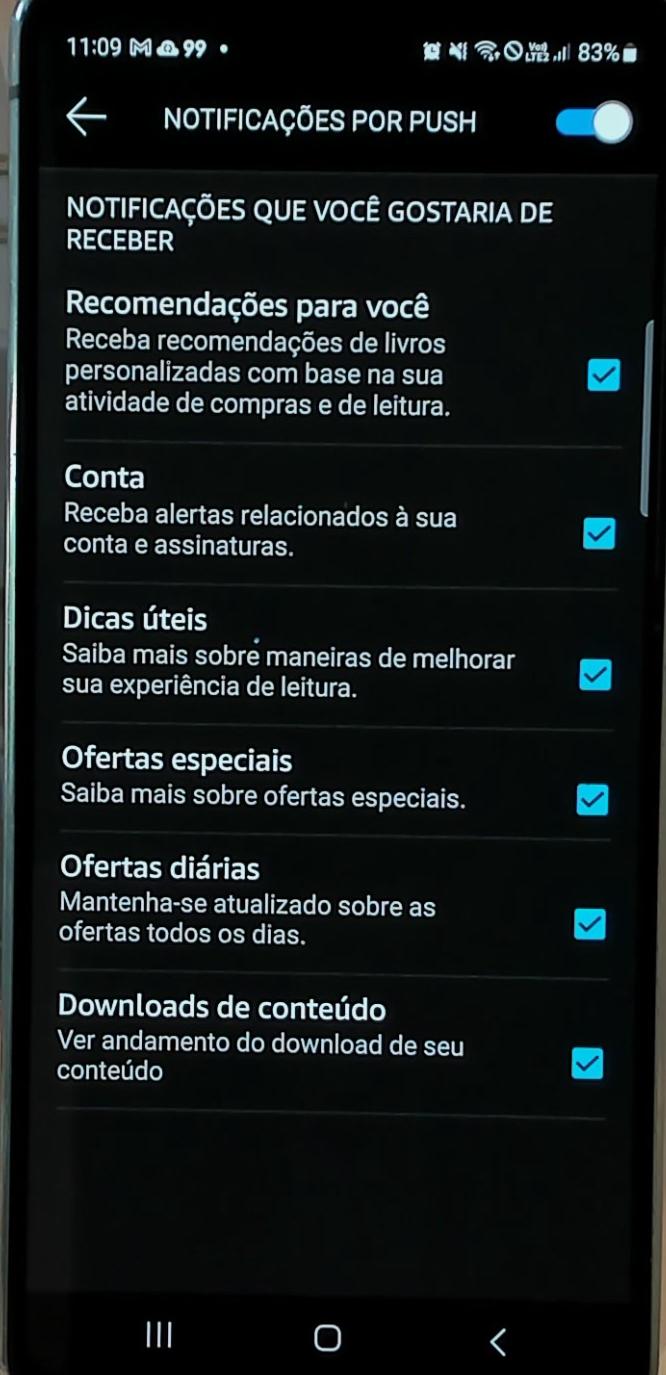 11:09 99
Vo) LTE2 83%
NOTIFICAÇÕES POR PUSH
NOTIFICAÇÕES QUE VOCÊ GOSTARIA DE
RECEBER
Recomendações para você
Receba recomendações de livros
personalizadas com base na sua
atividade de compras e de leitura.
Conta
Receba alertas relacionados à sua
conta e assinaturas.
Dicas úteis
Saiba mais sobre maneiras de melhorar
sua experiência de leitura.
Ofertas especiais
Saiba mais sobre ofertas especiais.
Ofertas diárias
Mantenha-se atualizado sobre as
ofertas todos os dias.
Downloads de conteúdo
Ver andamento do download de seu
conteúdo